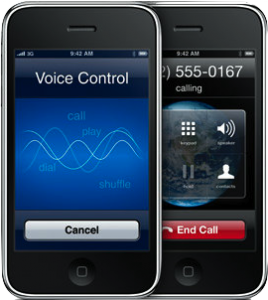 3G 9:42 AM
Voice Control
call
play
dial
shuffle
Cancel
9:42 AM
) 555-0167
calling
keypad
speaker
hold
contacts
End Call